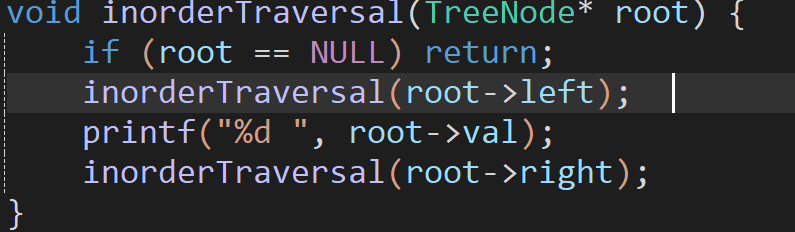 void inorderTraversal(TreeNode* root) {
    if (root == NULL) return;
    inorderTraversal(root->left);
    printf("%d ", root->val);
    inorderTraversal(root->right);
}